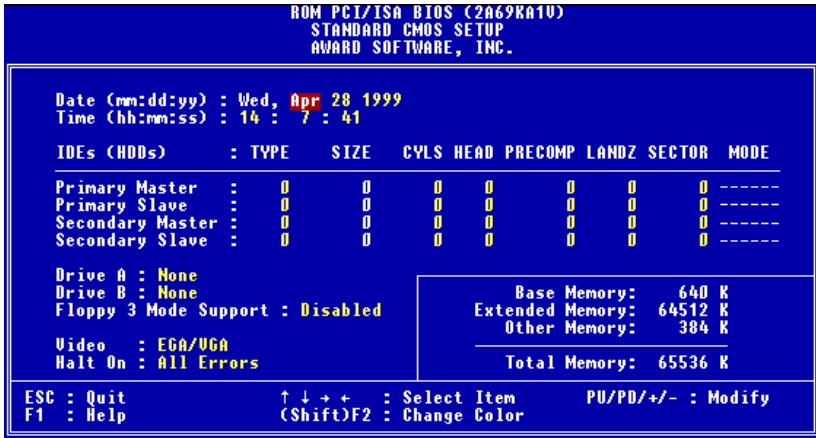 ROM PCI/ISA BIOS (2A69KA1V)
STANDARD CMOS SETUP
AWARD SOFTWARE, INC.
Date (mm:dd:yy) : Wed, Apr 28 1999
Time (hh:mm:ss) : 14 : 7 : 41
IDEs (HDDs) : TYPE SIZE CYLS HEAD PRECOMP LANDZ SECTOR MODE
Primary Master : 0 0 0 0 0 0 0 ------
Primary Slave : 0 0 0 0 0 0 0 ------
Secondary Master : 0 0 0 0 0 0 0 ------
Secondary Slave : 0 0 0 0 0 0 0 ------
Drive A : None
Drive B : None
Floppy 3 Mode Support : Disabled
Video : EGA/VGA
Halt On : All Errors
Base Memory: 640 K
Extended Memory: 64512 K
Other Memory: 384 K
Total Memory: 65536 K
ESC : Quit ↑ ↓ → ← : Select Item PU/PD/+/- : Modify
F1 : Help (Shift)F2 : Change Color